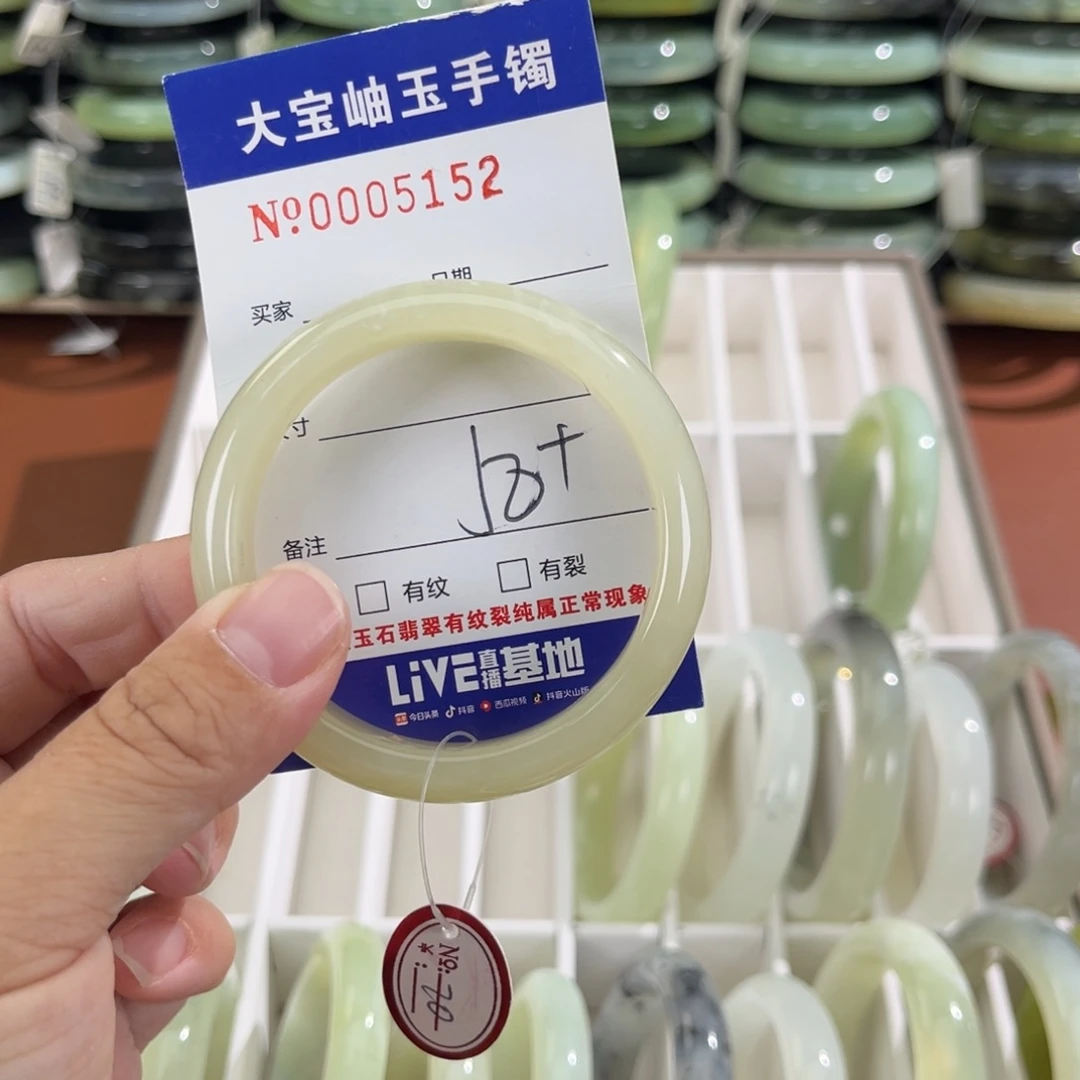 大宝岫玉手镯
Nº0005152
日期
买家
寸
58+
备注
有纹 有裂
玉石翡翠有纹裂纯属正常现象
LiVE直播基地
今日头条 抖音 西瓜视频 抖音火山版
Nº: